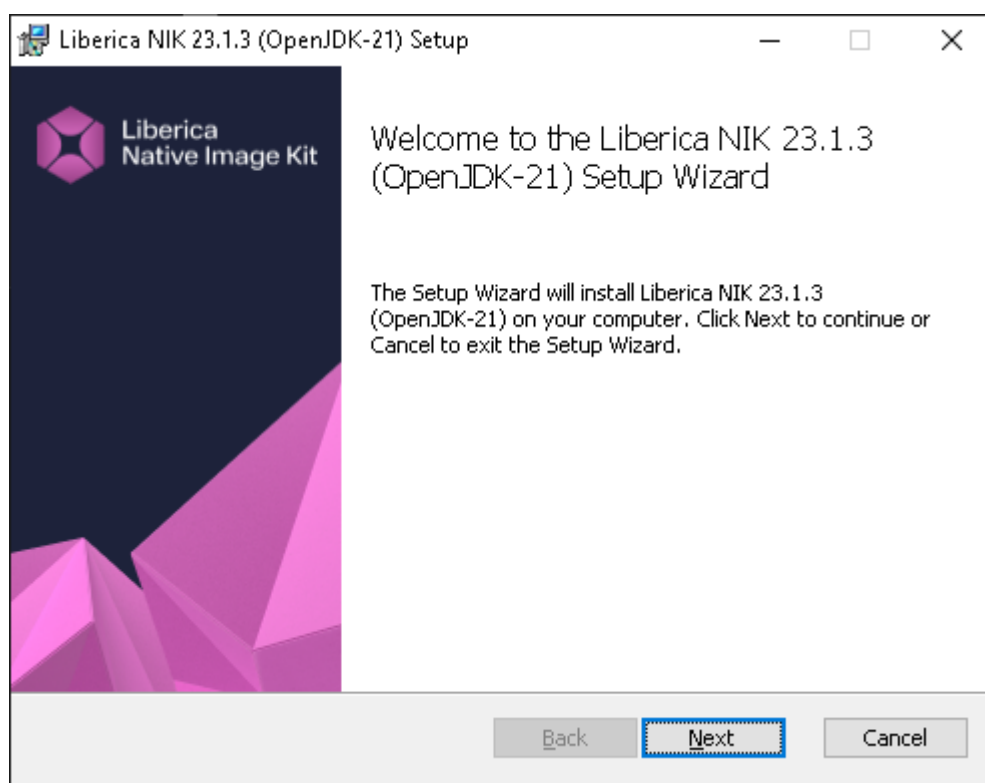 Liberica NIK 23.1.3 (OpenJDK-21) Setup
Liberica
Native Image Kit
Welcome to the Liberica NIK 23.1.3
(OpenJDK-21) Setup Wizard
The Setup Wizard will install Liberica NIK 23.1.3
(OpenJDK-21) on your computer. Click Next to continue or
Cancel to exit the Setup Wizard.
Back
Next
Cancel